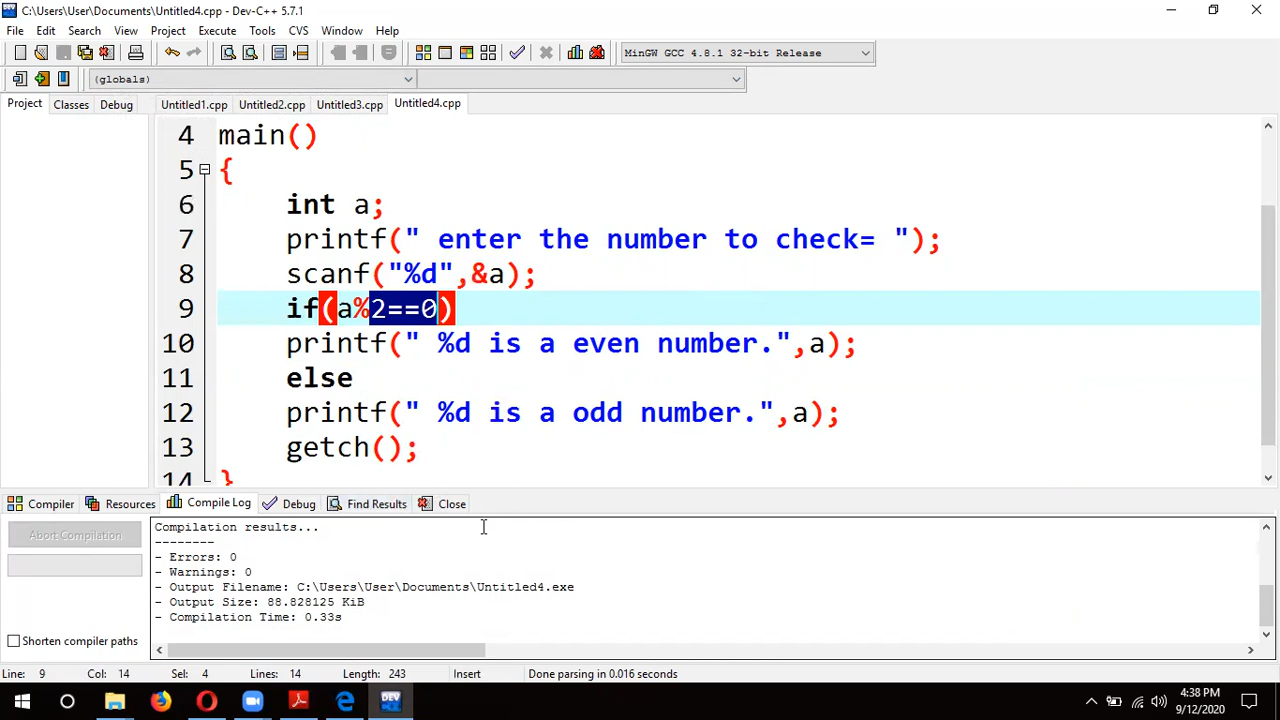 C:\Users\User\Documents\Untitled4.cpp - Dev-C++ 5.7.1
File Edit Search View Project Execute Tools CVS Window Help
MinGW GCC 4.8.1 32-bit Release
(globals)
Project Classes Debug Untitled1.cpp Untitled2.cpp Untitled3.cpp Untitled4.cpp
4 main()
5 {
6 int a;
7 printf(" enter the number to check= ");
8 scanf("%d",&a);
9 if(a%2==0)
10 printf(" %d is a even number.",a);
11 else
12 printf(" %d is a odd number.",a);
13 getch();
14 }
Compiler Resources Compile Log Debug Find Results Close
Abort Compilation
Compilation results...
--------
- Errors: 0
- Warnings: 0
- Output Filename: C:\Users\User\Documents\Untitled4.exe
- Output Size: 88.828125 KiB
- Compilation Time: 0.33s
Shorten compiler paths
Line: 9 Col: 14 Sel: 4 Lines: 14 Length: 243 Insert Done parsing in 0.016 seconds
DEV
4:38 PM
9/12/2020